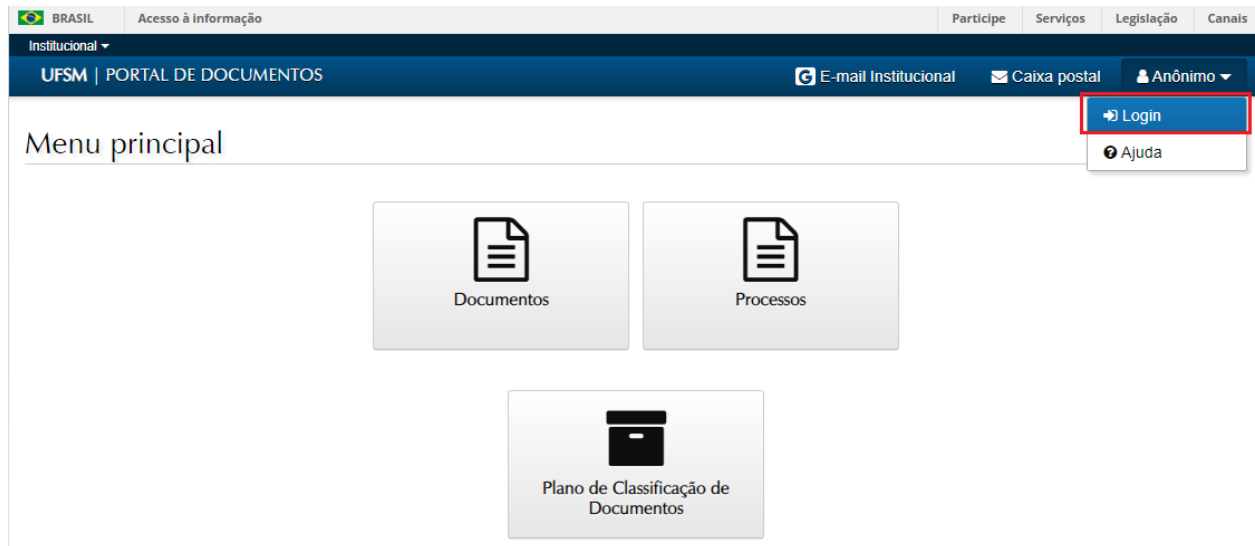 BRASIL Acesso à informação Participe Serviços Legislação Canais
Institucional
UFSM | PORTAL DE DOCUMENTOS G E-mail Institucional Caixa postal Anônimo
Login
Menu principal
? Ajuda
Documentos Processos
Plano de Classificação de
Documentos